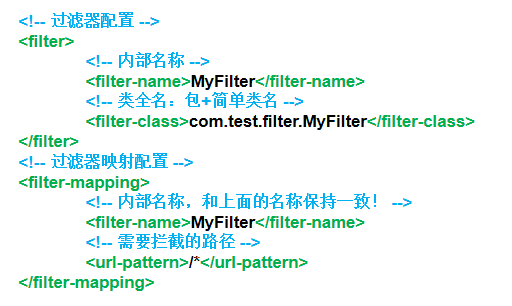 <!-- 过滤器配置 -->
<filter>
<!-- 内部名称 -->
<filter-name>MyFilter</filter-name>
<!-- 类全名：包+简单类名 -->
<filter-class>com.test.filter.MyFilter</filter-class>
</filter>
<!-- 过滤器映射配置 -->
<filter-mapping>
<!-- 内部名称，和上面的名称保持一致！ -->
<filter-name>MyFilter</filter-name>
<!-- 需要拦截的路径 -->
<url-pattern>/*</url-pattern>
</filter-mapping>